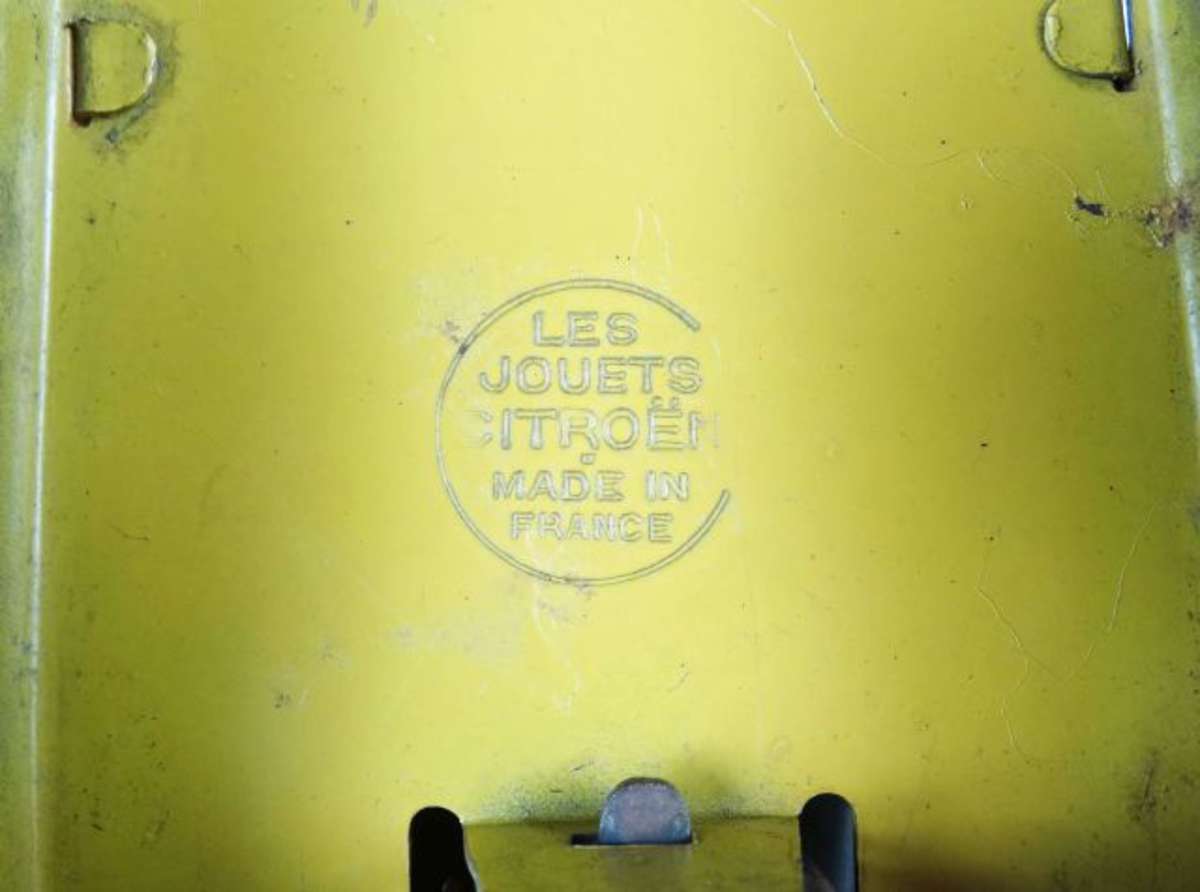 LES
JOUETS
CITROËN
MADE IN
FRANCE